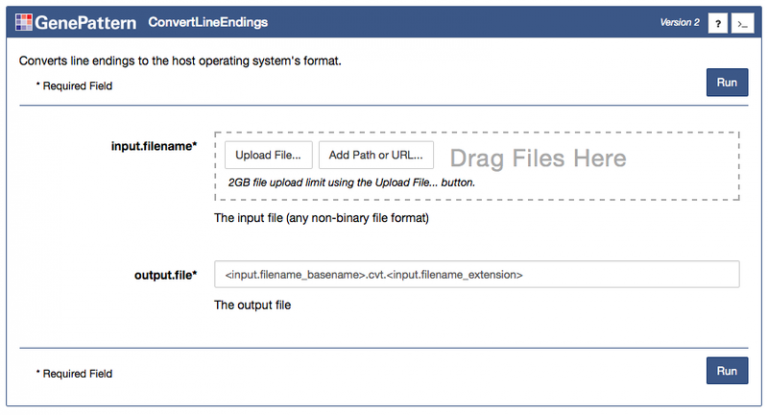 GenePattern ConvertLineEndings Version 2 ? >_
Converts line endings to the host operating system's format.
* Required Field Run
input.filename* Upload File... Add Path or URL... Drag Files Here
2GB file upload limit using the Upload File... button.
The input file (any non-binary file format)
output.file* <input.filename_basename>.cvt.<input.filename_extension>
The output file
* Required Field Run